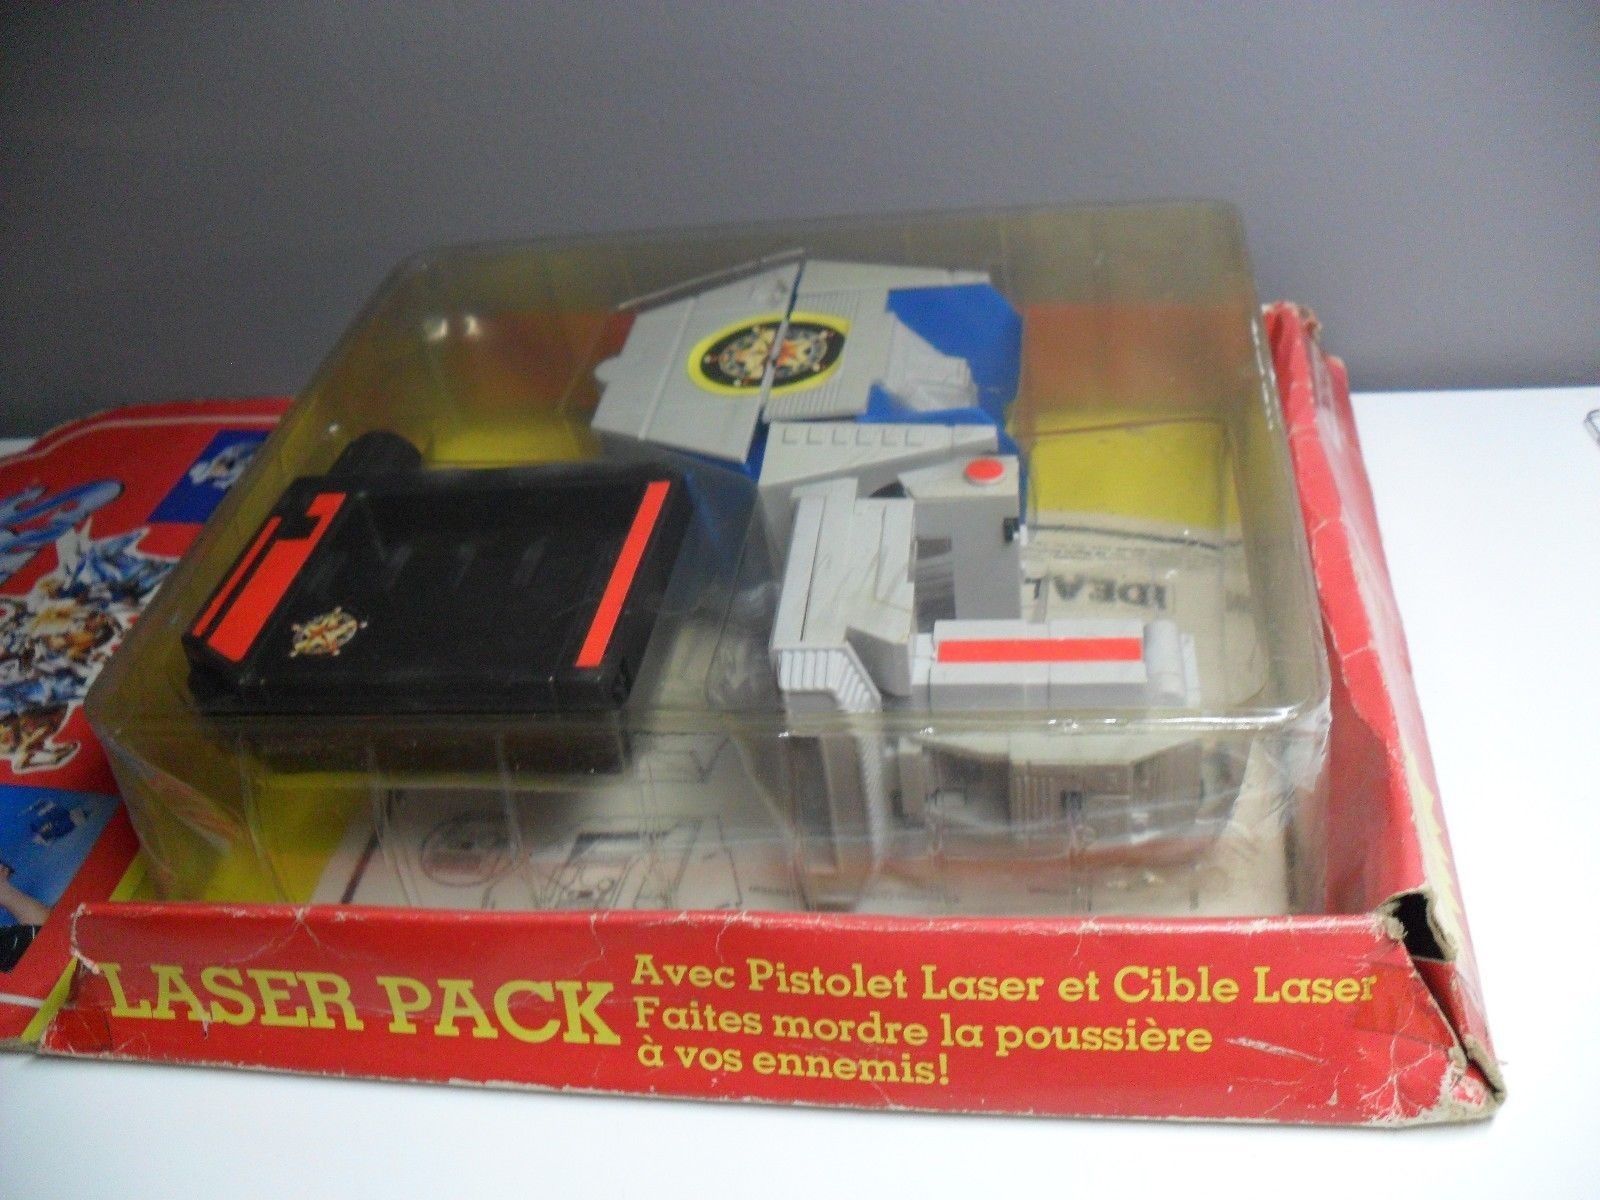 IDEAL
LASER PACK
Avec Pistolet Laser et Cible Laser
Faites mordre la poussière
à vos ennemis!